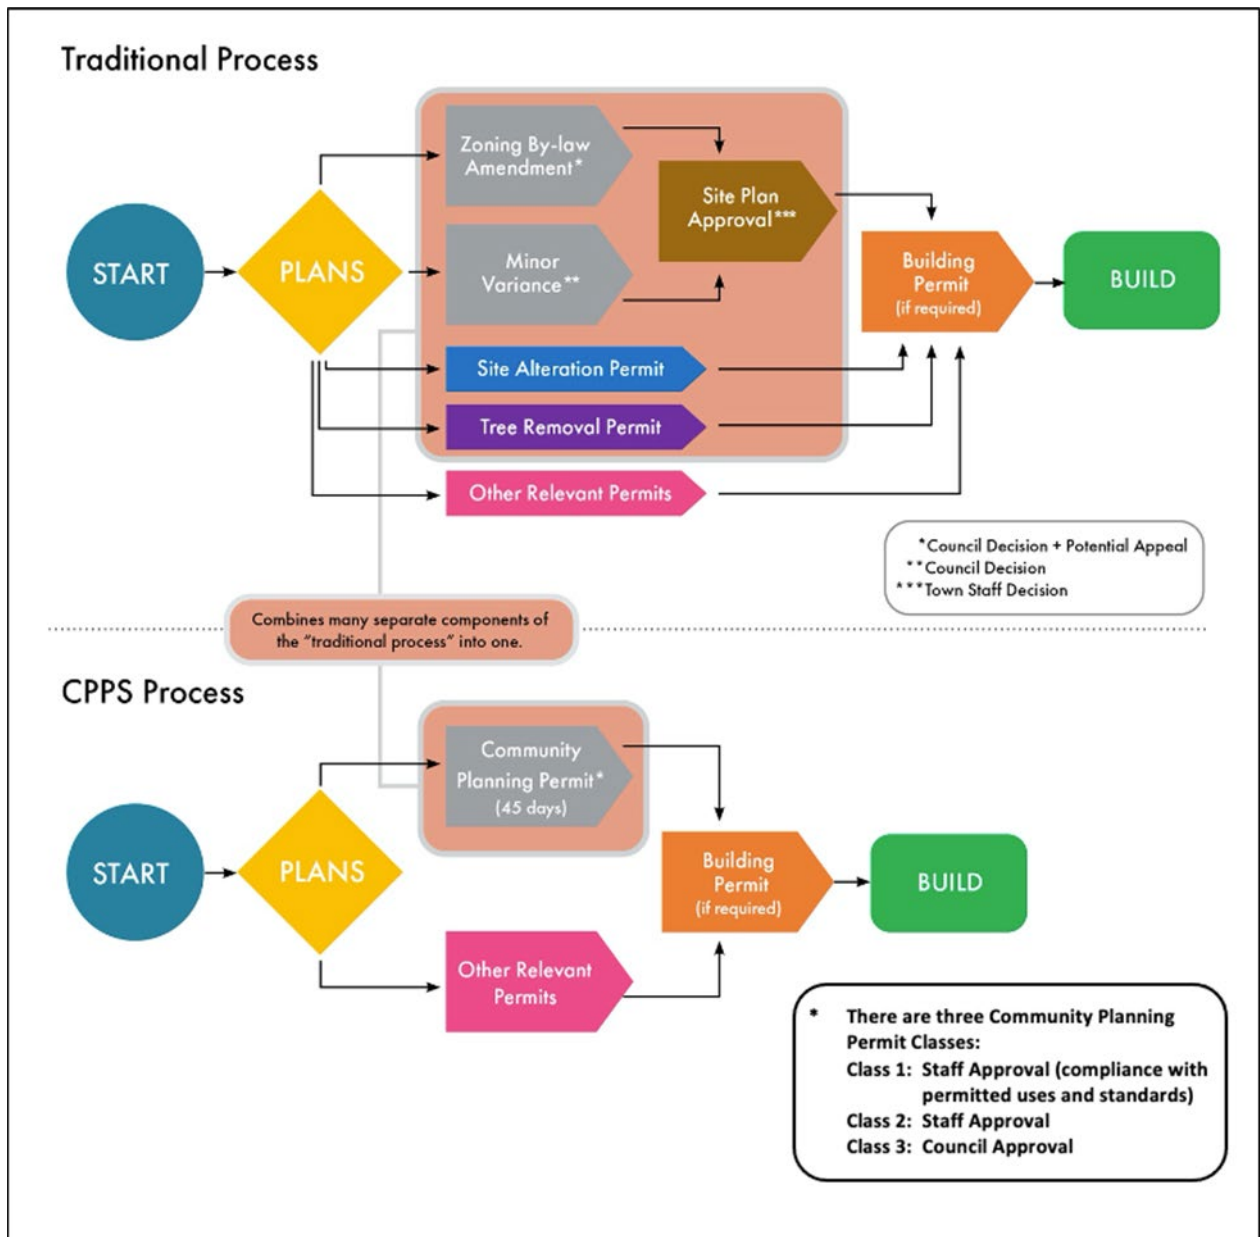 Traditional Process
Zoning By-law
Amendment*
Site Plan
Approval***
START
PLANS
Minor
Variance**
Building
Permit
(if required)
BUILD
Site Alteration Permit
Tree Removal Permit
Other Relevant Permits
*Council Decision + Potential Appeal
**Council Decision
***Town Staff Decision
Combines many separate components of
the “traditional process” into one.
CPPS Process
Community
Planning Permit*
(45 days)
START
PLANS
Building
Permit
(if required)
BUILD
Other Relevant
Permits
* There are three Community Planning
Permit Classes:
Class 1: Staff Approval (compliance with
permitted uses and standards)
Class 2: Staff Approval
Class 3: Council Approval